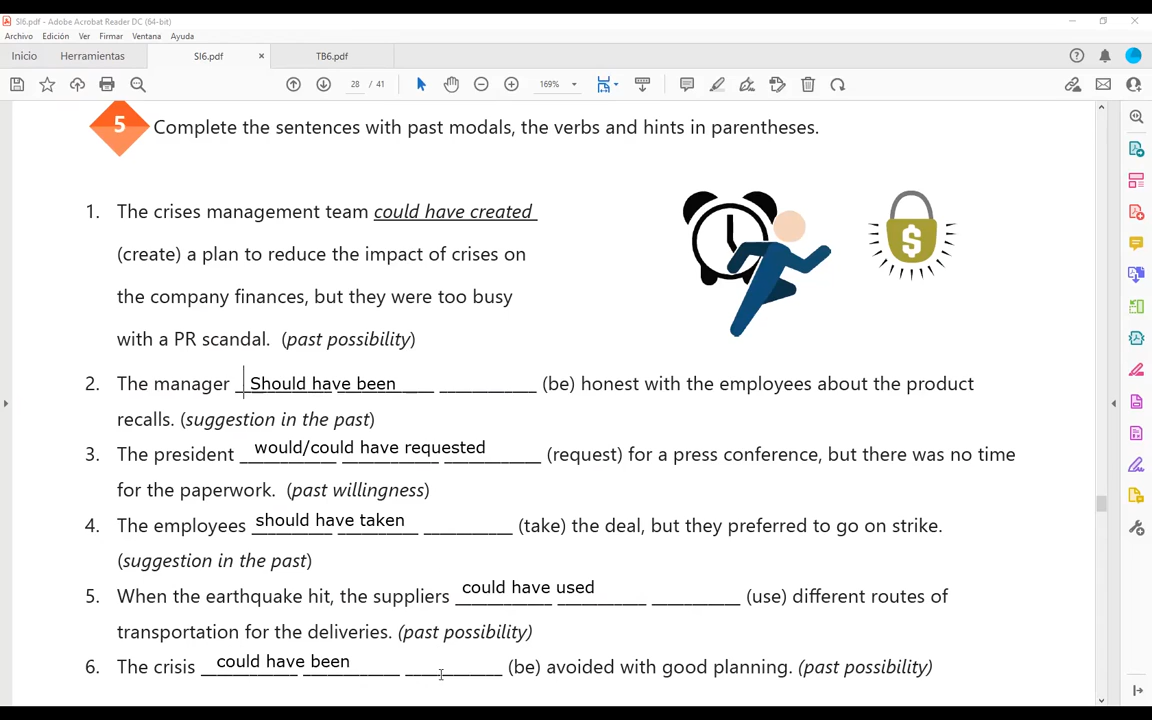 SI6.pdf - Adobe Acrobat Reader DC (64-bit)
Archivo Edición Ver Firmar Ventana Ayuda
Inicio Herramientas SI6.pdf × TB6.pdf
28 / 41 169%
5 Complete the sentences with past modals, the verbs and hints in parentheses.
1. The crises management team could have created
(create) a plan to reduce the impact of crises on
the company finances, but they were too busy
with a PR scandal. (past possibility)
$
2. The manager Should have been (be) honest with the employees about the product
recalls. (suggestion in the past)
3. The president would/could have requested (request) for a press conference, but there was no time
for the paperwork. (past willingness)
4. The employees should have taken (take) the deal, but they preferred to go on strike.
(suggestion in the past)
5. When the earthquake hit, the suppliers could have used (use) different routes of
transportation for the deliveries. (past possibility)
6. The crisis could have been (be) avoided with good planning. (past possibility)